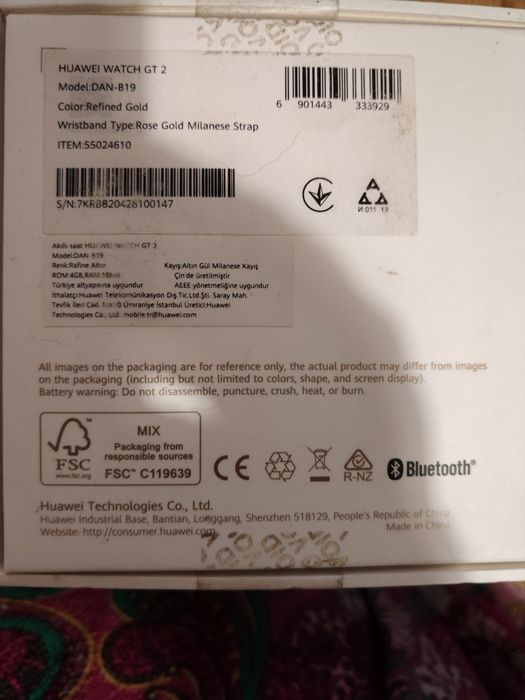 HUAWEI WATCH GT 2
Model:DAN-B19
Color:Refined Gold
Wristband Type:Rose Gold Milanese Strap
ITEM:55024610
6 901443 333929
S/N:7KRBB20428100147
И 011 19
Akıllı saat HUAWEI WATCH GT 2
Model:DAN-B19
Renk:Rafine Altın Kayış:Altın Gül Milanese Kayış
ROM:4GB,RAM:16MB Çin'de üretilmiştir
Türkiye altyapısına uygundur AEEE yönetmeliğine uygundur
İthalatçı:Huawei Telekomünikasyon Dış.Tic.Ltd.Şti. Saray Mah.
Tevfik İleri Cad. No: 0 Ümraniye İstanbul Üretici:Huawei
Technologies Co., Ltd. mobile.tr@huawei.com
All images on the packaging are for reference only, the actual product may differ from images
on the packaging (including but not limited to colors, shape, and screen display).
Battery warning: Do not disassemble, puncture, crush, heat, or burn.
FSC
www.fsc.org
MIX
Packaging from
responsible sources
FSC™ C119639
CE
R-NZ
Bluetooth®
Huawei Technologies Co., Ltd.
Huawei Industrial Base, Bantian, Longgang, Shenzhen 518129, People's Republic of China
Website: http://consumer.huawei.com
Made in China